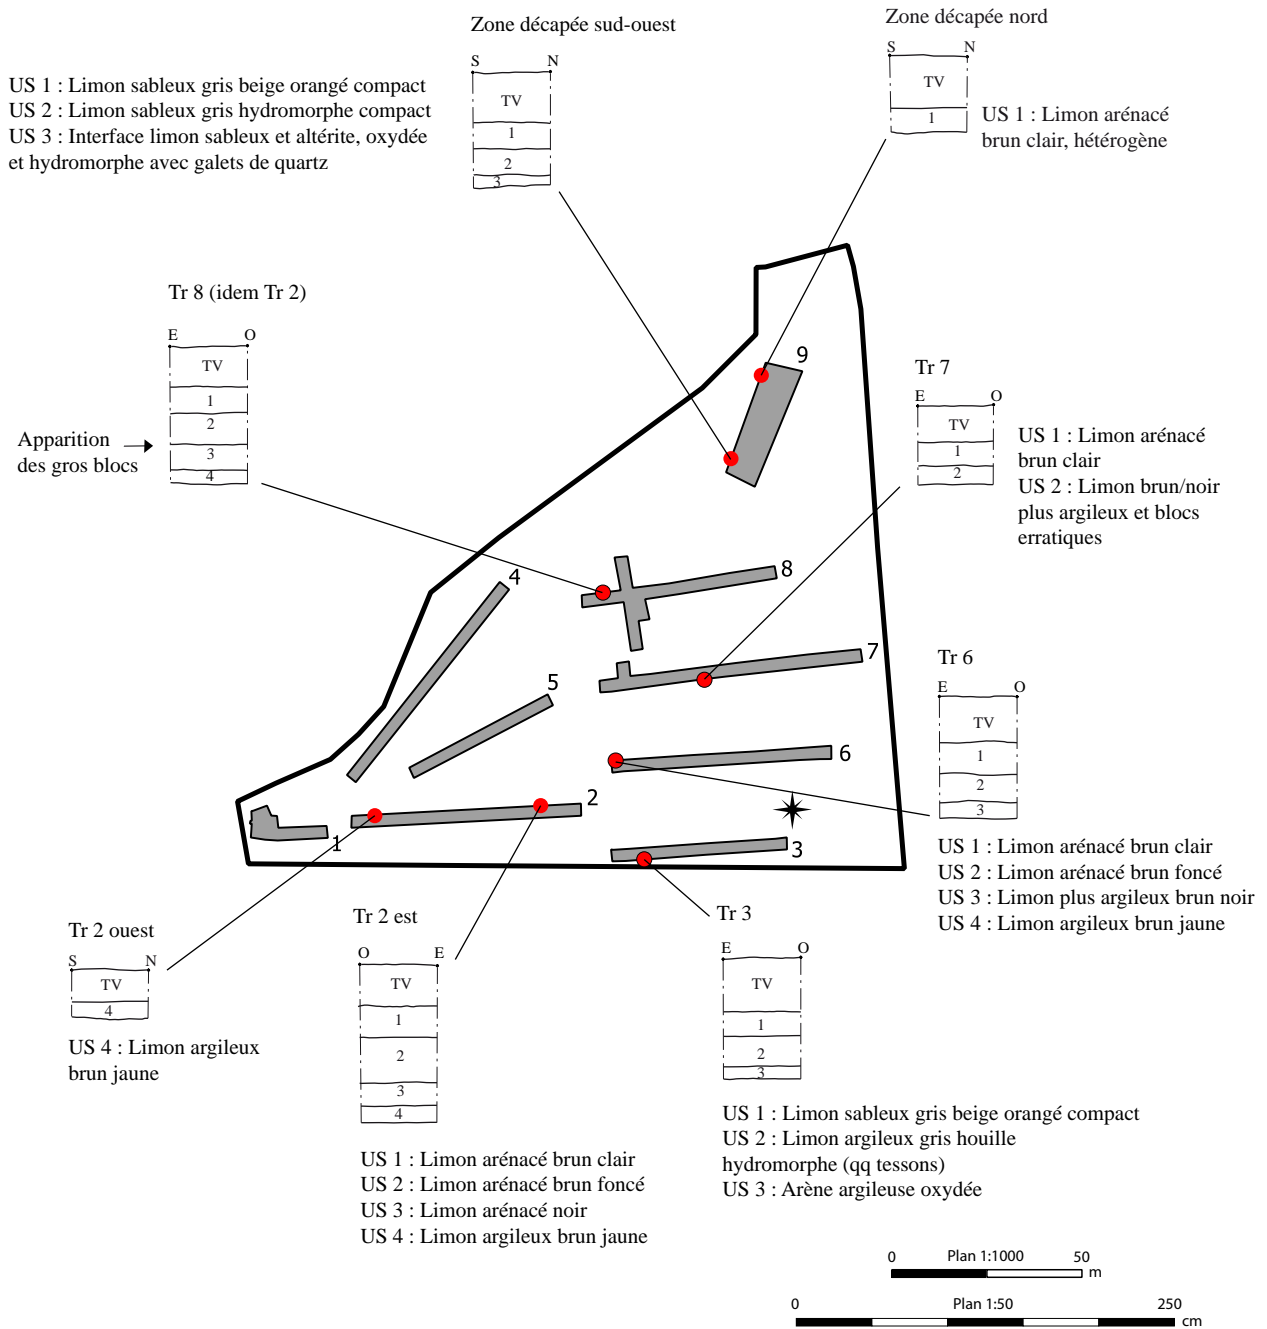 Zone décapée sud-ouest
S N
TV
1
2
3
US 1 : Limon sableux gris beige orangé compact
US 2 : Limon sableux gris hydromorphe compact
US 3 : Interface limon sableux et altérite, oxydée
et hydromorphe avec galets de quartz
Zone décapée nord
S N
TV
1
US 1 : Limon arénacé
brun clair, hétérogène
Tr 8 (idem Tr 2)
E O
TV
1
2
3
4
Apparition
des gros blocs
9
Tr 7
E O
TV
1
2
US 1 : Limon arénacé
brun clair
US 2 : Limon brun/noir
plus argileux et blocs
erratiques
4
8
5
7
6
2
1
3
Tr 6
E O
TV
1
2
3
US 1 : Limon arénacé brun clair
US 2 : Limon arénacé brun foncé
US 3 : Limon plus argileux brun noir
US 4 : Limon argileux brun jaune
Tr 2 ouest
S N
TV
4
US 4 : Limon argileux
brun jaune
Tr 2 est
O E
TV
1
2
3
4
US 1 : Limon arénacé brun clair
US 2 : Limon arénacé brun foncé
US 3 : Limon arénacé noir
US 4 : Limon argileux brun jaune
Tr 3
E O
TV
1
2
3
US 1 : Limon sableux gris beige orangé compact
US 2 : Limon argileux gris houille
hydromorphe (qq tessons)
US 3 : Arène argileuse oxydée
0 Plan 1:1000 50
m
0 Plan 1:50 250
cm